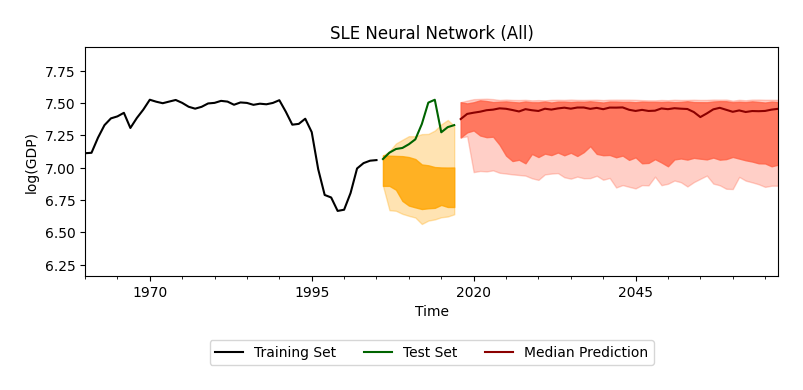 SLE Neural Network (All)
7.75
7.50
7.25
7.00
6.75
6.50
6.25
log(GDP)
1970 1995 2020 2045
Time
Training Set Test Set Median Prediction